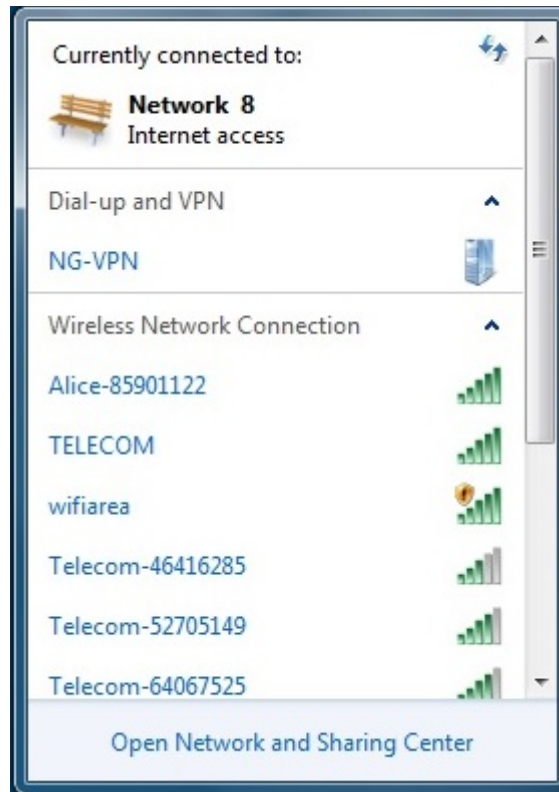 Currently connected to:
Network 8
Internet access
Dial-up and VPN
NG-VPN
Wireless Network Connection
Alice-85901122
TELECOM
wifiarea
Telecom-46416285
Telecom-52705149
Telecom-64067525
Open Network and Sharing Center